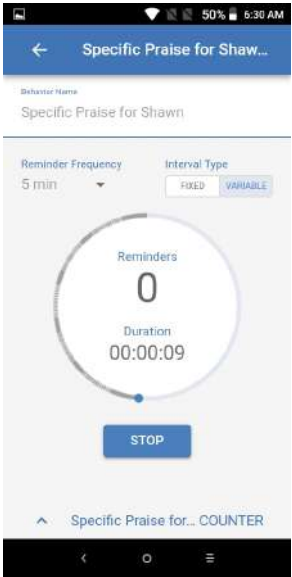 50% 6:30 AM
Specific Praise for Shaw...
Behavior Name
Specific Praise for Shawn
Reminder Frequency Interval Type
5 min FIXED VARIABLE
Reminders
0
Duration
00:00:09
STOP
Specific Praise for... COUNTER